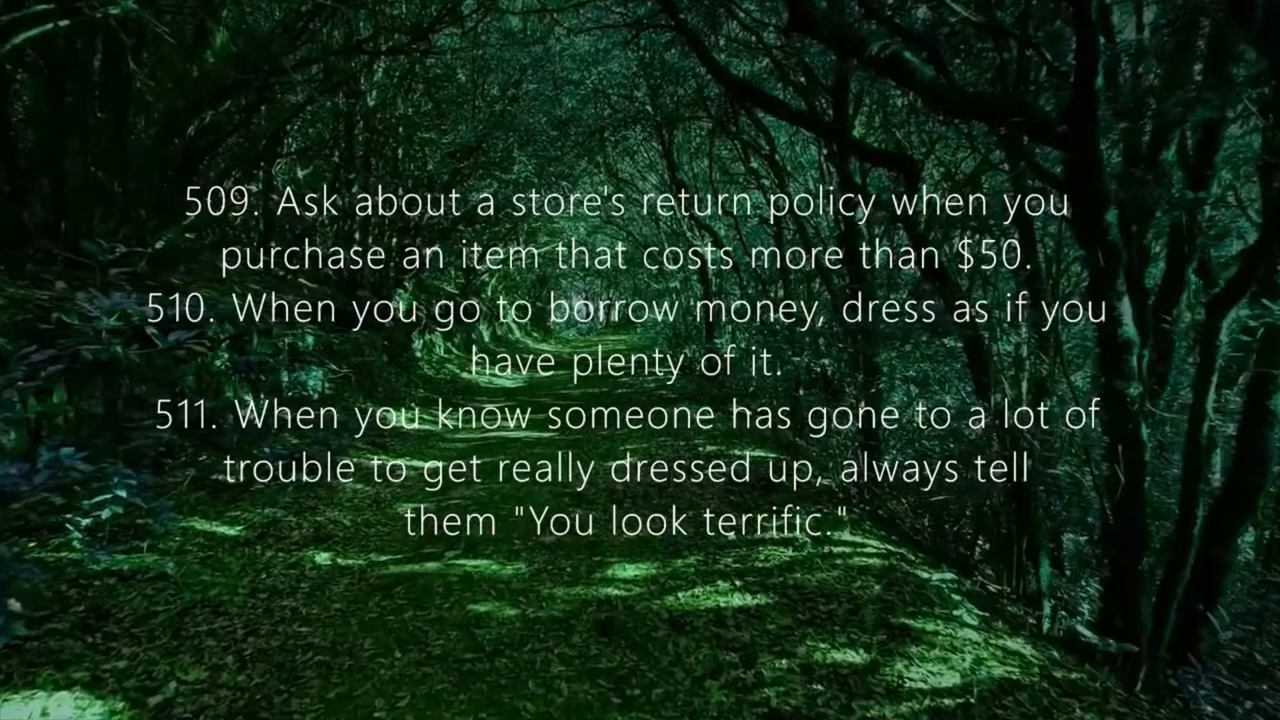 509. Ask about a store's return policy when you
purchase an item that costs more than $50.
510. When you go to borrow money, dress as if you
have plenty of it.
511. When you know someone has gone to a lot of
trouble to get really dressed up, always tell
them "You look terrific."